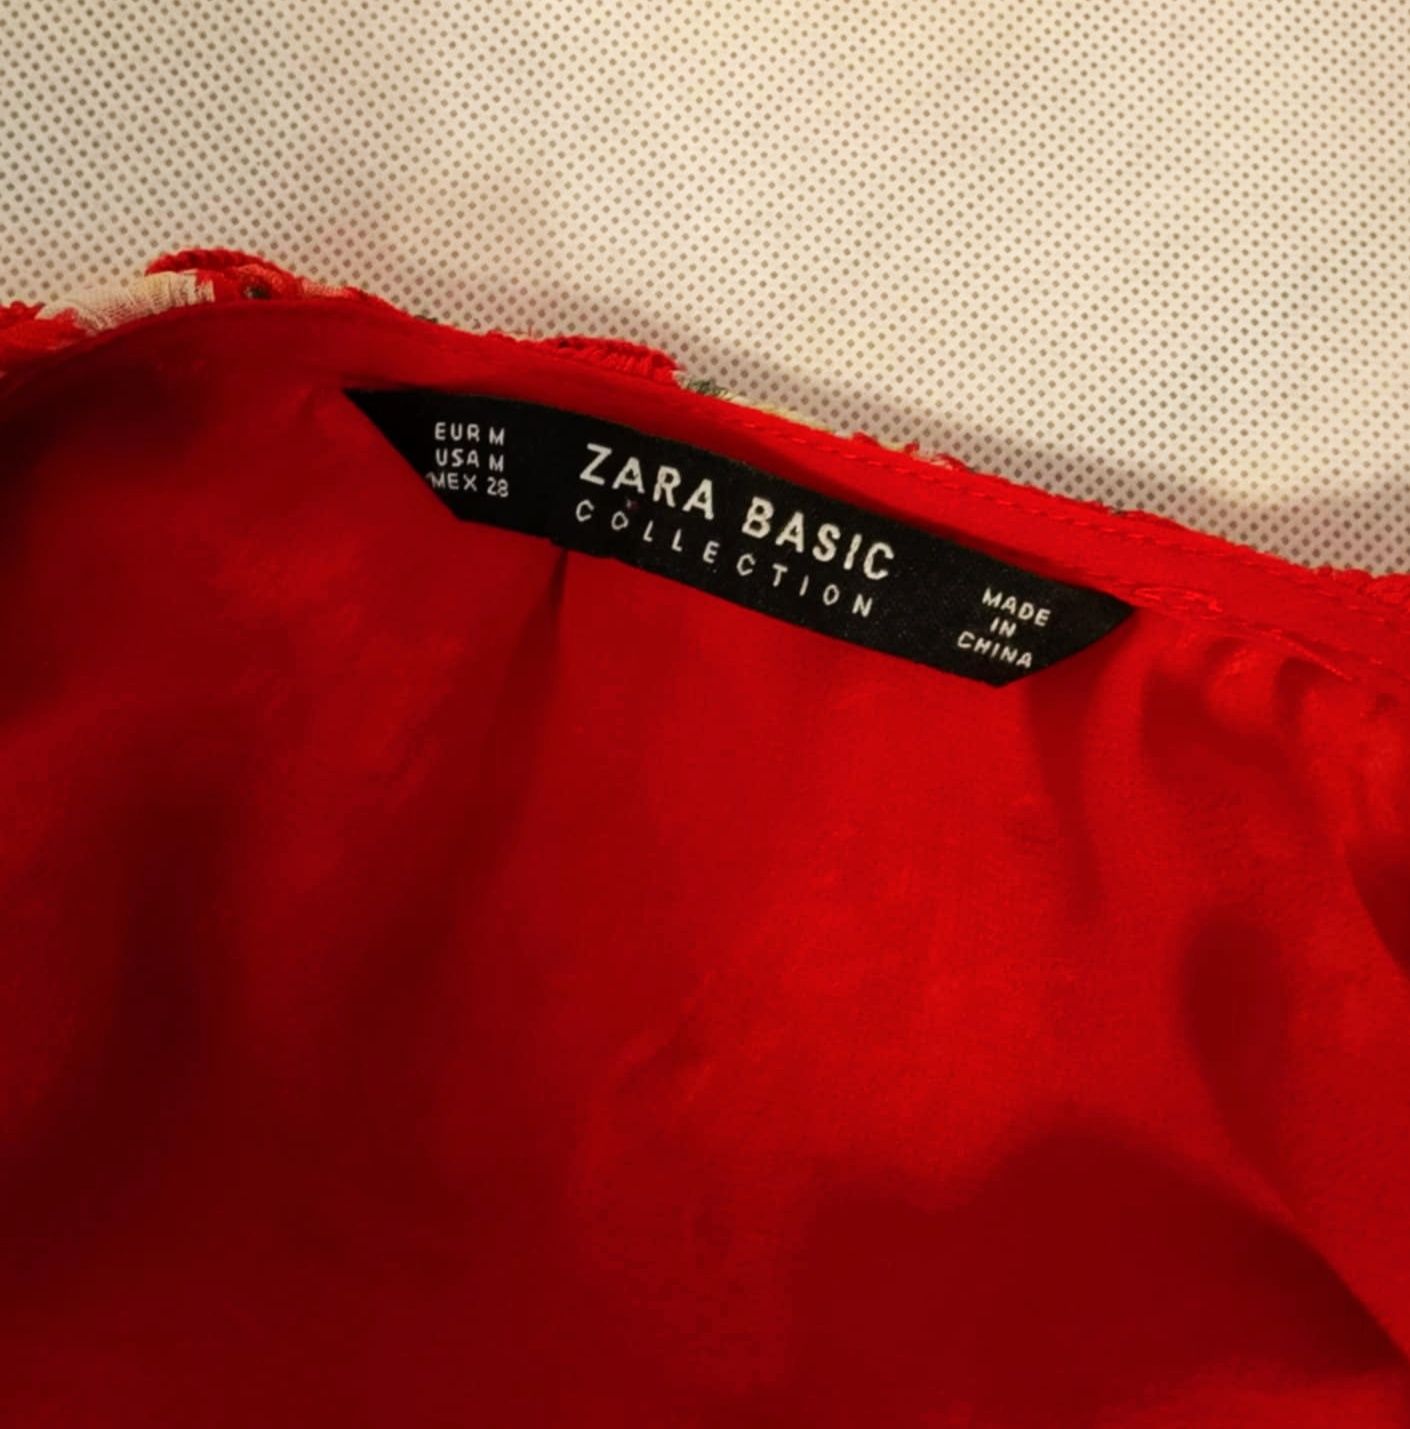 EUR M
USA M
MEX 28
ZARA BASIC
COLLECTION
MADE
IN
CHINA